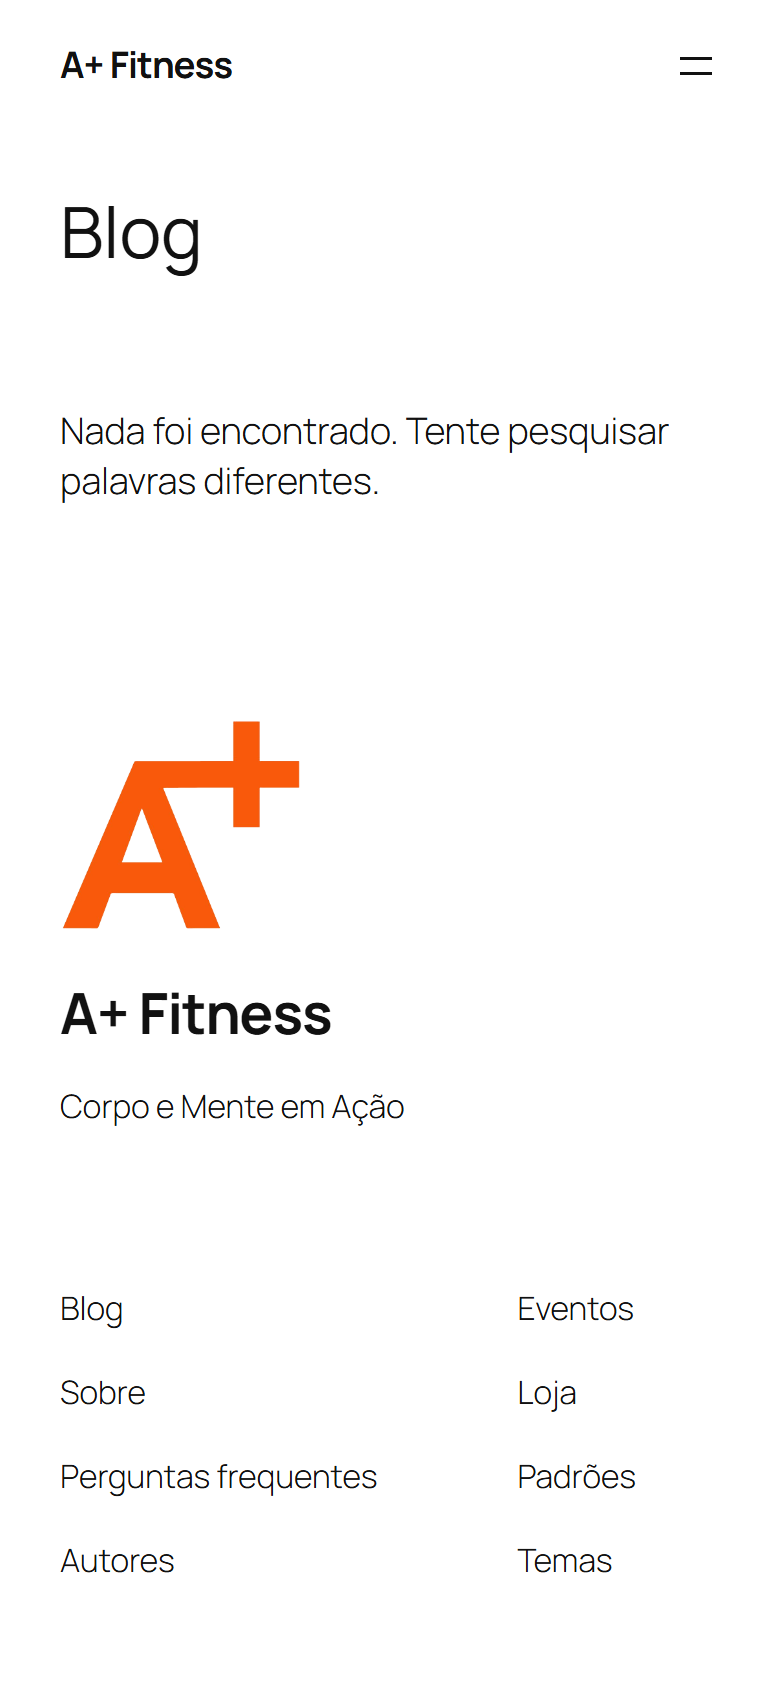 A+ Fitness
Blog
Nada foi encontrado. Tente pesquisar
palavras diferentes.
A+
A+ Fitness
Corpo e Mente em Ação
Blog
Sobre
Perguntas frequentes
Autores
Eventos
Loja
Padrões
Temas